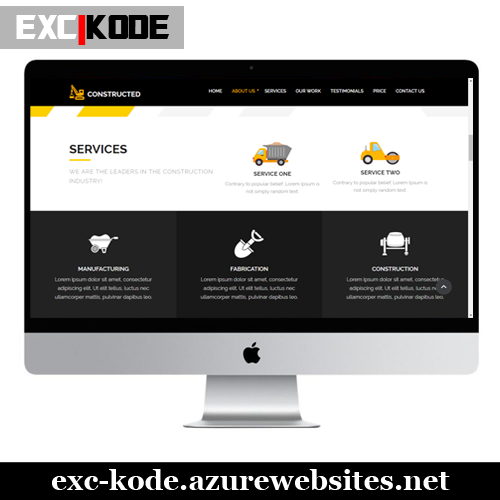 EXC|KODE
CONSTRUCTED
HOME ABOUT US SERVICES OUR WORK TESTIMONIALS PRICE CONTACT US
SERVICES
WE ARE THE LEADERS IN THE CONSTRUCTION
INDUSTRY!
SERVICE ONE
Contrary to popular belief, Lorem Ipsum is
not simply random text.
SERVICE TWO
Contrary to popular belief, Lorem Ipsum is
not simply random text.
MANUFACTURING
Lorem ipsum dolor sit amet, consectetur
adipiscing elit. Ut elit tellus, luctus nec
ullamcorper mattis, pulvinar dapibus leo.
FABRICATION
Lorem ipsum dolor sit amet, consectetur
adipiscing elit. Ut elit tellus, luctus nec
ullamcorper mattis, pulvinar dapibus leo.
CONSTRUCTION
Lorem ipsum dolor sit amet, consectetur
adipiscing elit. Ut elit tellus, luctus nec
ullamcorper mattis, pulvinar dapibus leo.
exc-kode.azurewebsites.net